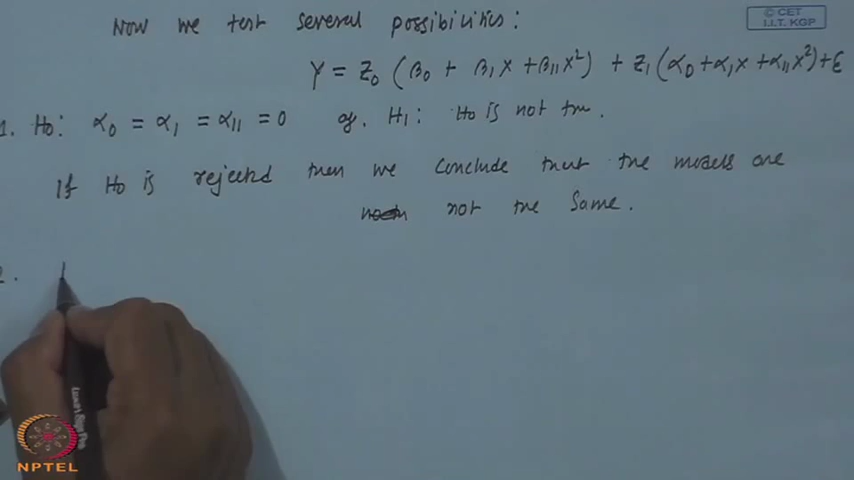 Now we test several possibilities:
© CET
I.I.T. KGP
Y = Z₀ (β₀ + β₁x + β₁₁x²) + Z₁(α₀+α₁x +α₁₁x²)+ε
1. H₀: α₀ = α₁ = α₁₁ = 0 ag. H₁: H₀ is not true.
If H₀ is rejected then we conclude that the models are
not the same.
2.
NPTEL